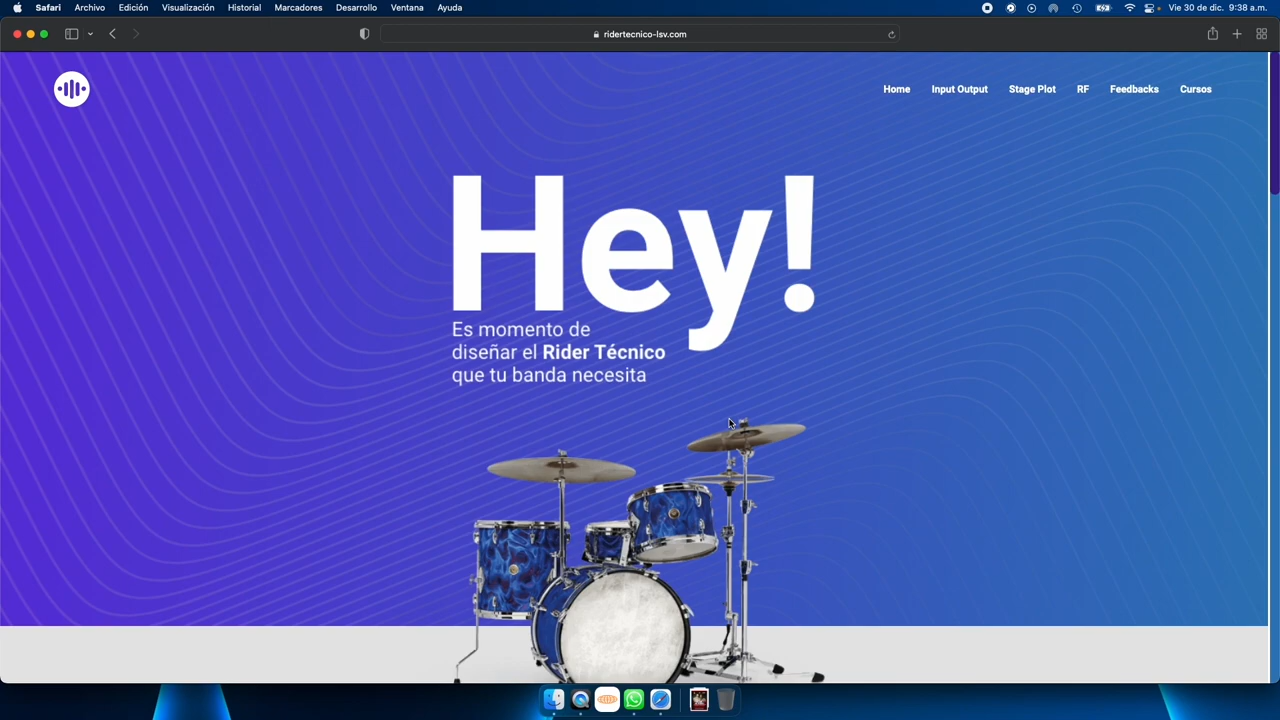 Safari Archivo Edición Visualización Historial Marcadores Desarrollo Ventana Ayuda Vie 30 de dic. 9:38 a.m.
ridertecnico-lsv.com
Home Input Output Stage Plot RF Feedbacks Cursos
Hey!
Es momento de
diseñar el Rider Técnico
que tu banda necesita